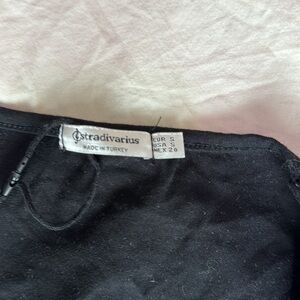 stradivarius
MADE IN TURKEY
EUR S
USA S
MEX 26